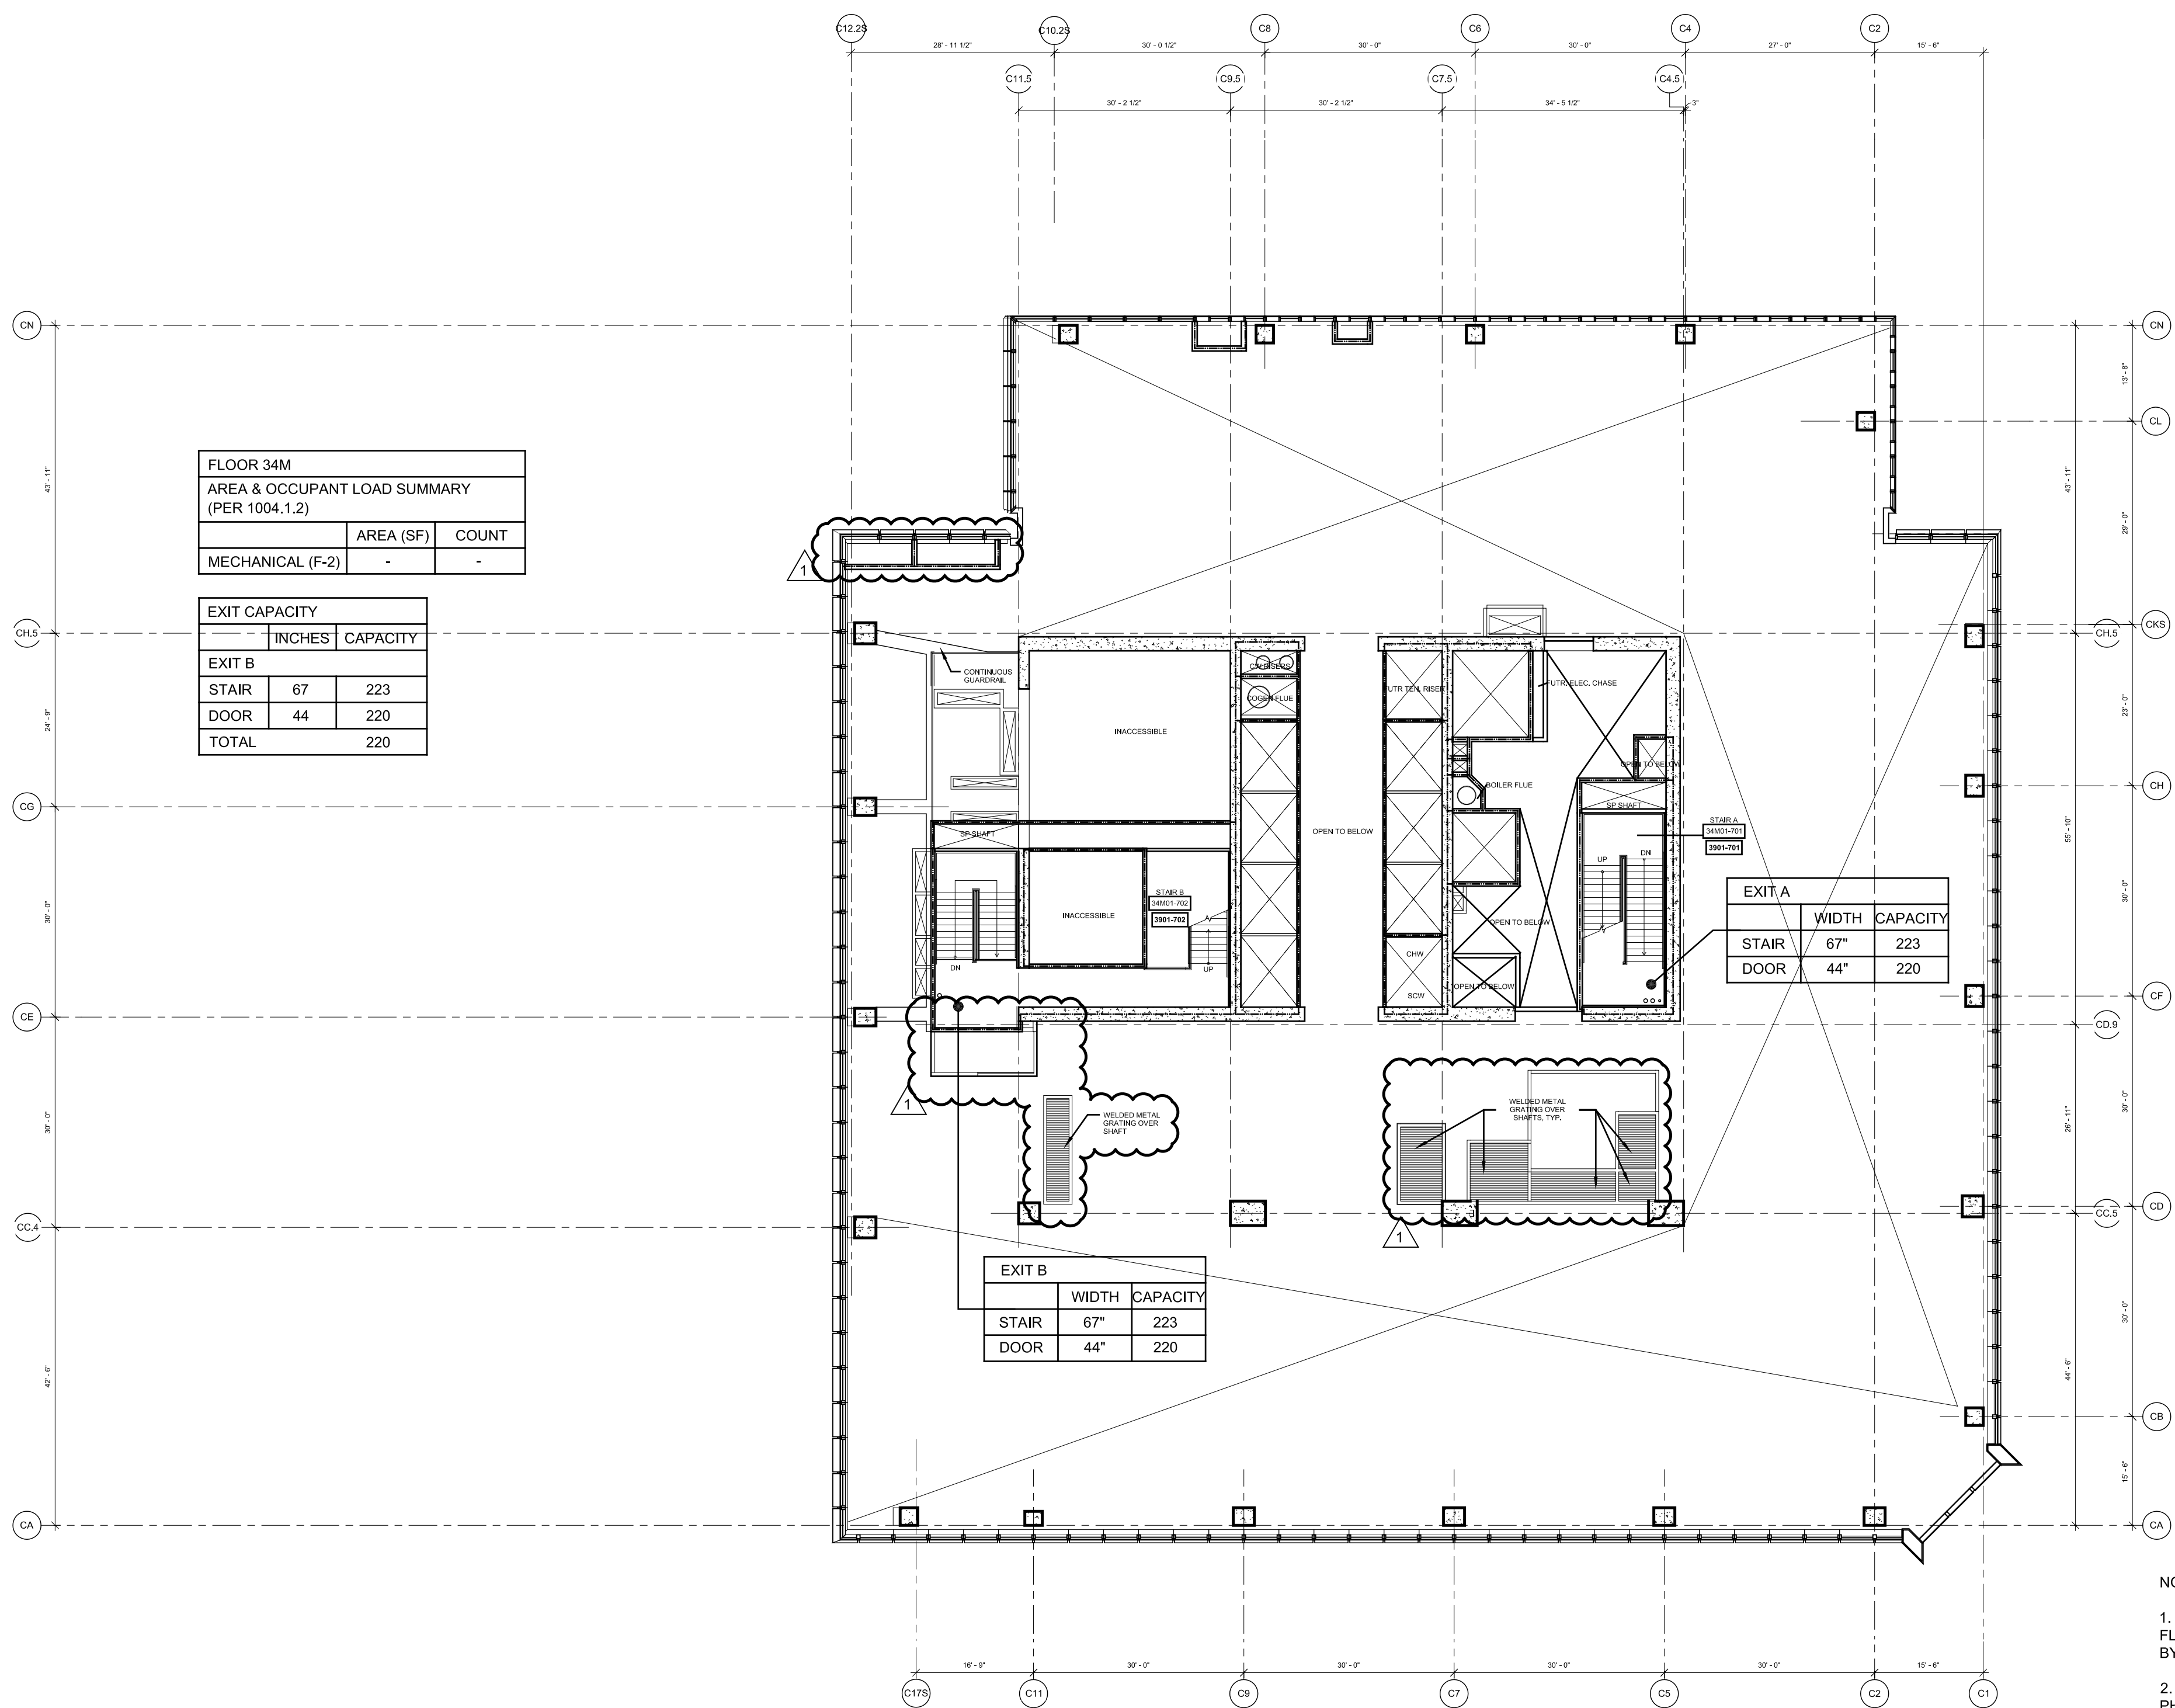 C12.2S
C10.2S
C8
C6
C4
C2
28' - 11 1/2"
30' - 0 1/2"
30' - 0"
30' - 0"
27' - 0"
15' - 6"
C11.5
C9.5
C7.5
C4.5
30' - 2 1/2"
30' - 2 1/2"
34' - 5 1/2"
3"
CN
CN
13' - 8"
CL
43' - 11"
43' - 11"
29' - 0"
FLOOR 34M
AREA & OCCUPANT LOAD SUMMARY
(PER 1004.1.2)
AREA (SF) COUNT
MECHANICAL (F-2) - -
1
EXIT CAPACITY
INCHES CAPACITY
EXIT B
STAIR 67 223
DOOR 44 220
TOTAL 220
CH.5
CKS
CH.5
CONTINUOUS
GUARDRAIL
INACCESSIBLE
CW RISERS
COGEN FLUE
FUTR TEN. RISER
FUTR. ELEC. CHASE
OPEN TO BELOW
BOILER FLUE
24' - 9"
23' - 0"
CG
CH
SP SHAFT
OPEN TO BELOW
SP SHAFT
STAIR A
34M01-701
3901-701
55' - 10"
UP
DN
STAIR B
34M01-702
3901-702
INACCESSIBLE
DN
UP
OPEN TO BELOW
CHW
SCW
OPEN TO BELOW
EXIT A
WIDTH CAPACITY
STAIR 67" 223
DOOR 44" 220
30' - 0"
30' - 0"
CE
CF
CD.9
1
WELDED METAL
GRATING OVER
SHAFT
WELDED METAL
GRATING OVER
SHAFTS, TYP.
1
30' - 0"
30' - 0"
26' - 11"
CC.4
CD
CC.5
EXIT B
WIDTH CAPACITY
STAIR 67" 223
DOOR 44" 220
42' - 6"
30' - 0"
44' - 6"
CB
15' - 6"
CA
CA
NO
1.
FL
BY
2.
PH
16' - 9"
30' - 0"
30' - 0"
30' - 0"
30' - 0"
15' - 6"
C17S
C11
C9
C7
C5
C2
C1